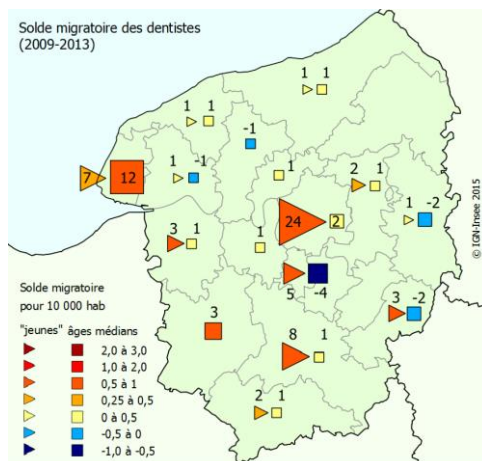 Solde migratoire des dentistes
(2009-2013)
1 1
1 1
-1
1 -1
1
2 1
7 12
1 -2
24 2
3 1
1
5 -4
3 -2
3
8 1
2 1
© IGN-Insee 2015
Solde migratoire
pour 10 000 hab
"jeunes" âges médians
2,0 à 3,0
1,0 à 2,0
0,5 à 1
0,25 à 0,5
0 à 0,5
-0,5 à 0
-1,0 à -0,5